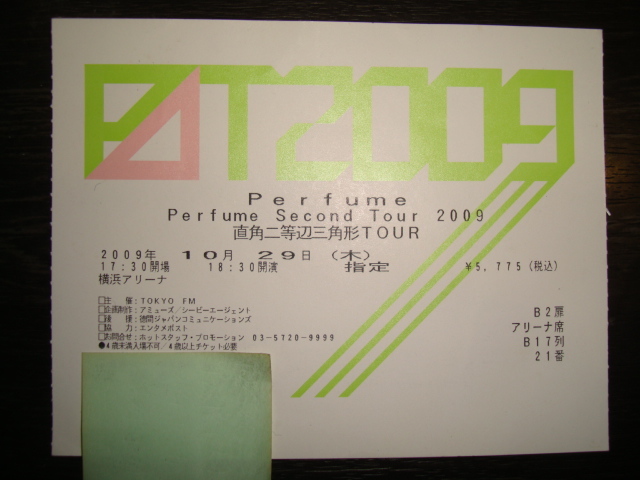 PT2009
Perfume
Perfume Second Tour 2009
直角二等辺三角形TOUR
2009年 10月 29日(木)
17:30開場 18:30開演 指定 ¥5,775(税込)
横浜アリーナ
□主 催:TOKYO FM
□企画制作:アミューズ/シービーエージェント
□後 援:徳間ジャパンコミュニケーションズ
□協 力:エンタメポスト
□お問合せ:ホットスタッフ・プロモーション 03-5720-9999
●4歳未満入場不可/4歳以上チケット必要
B2扉
アリーナ席
B17列
21番